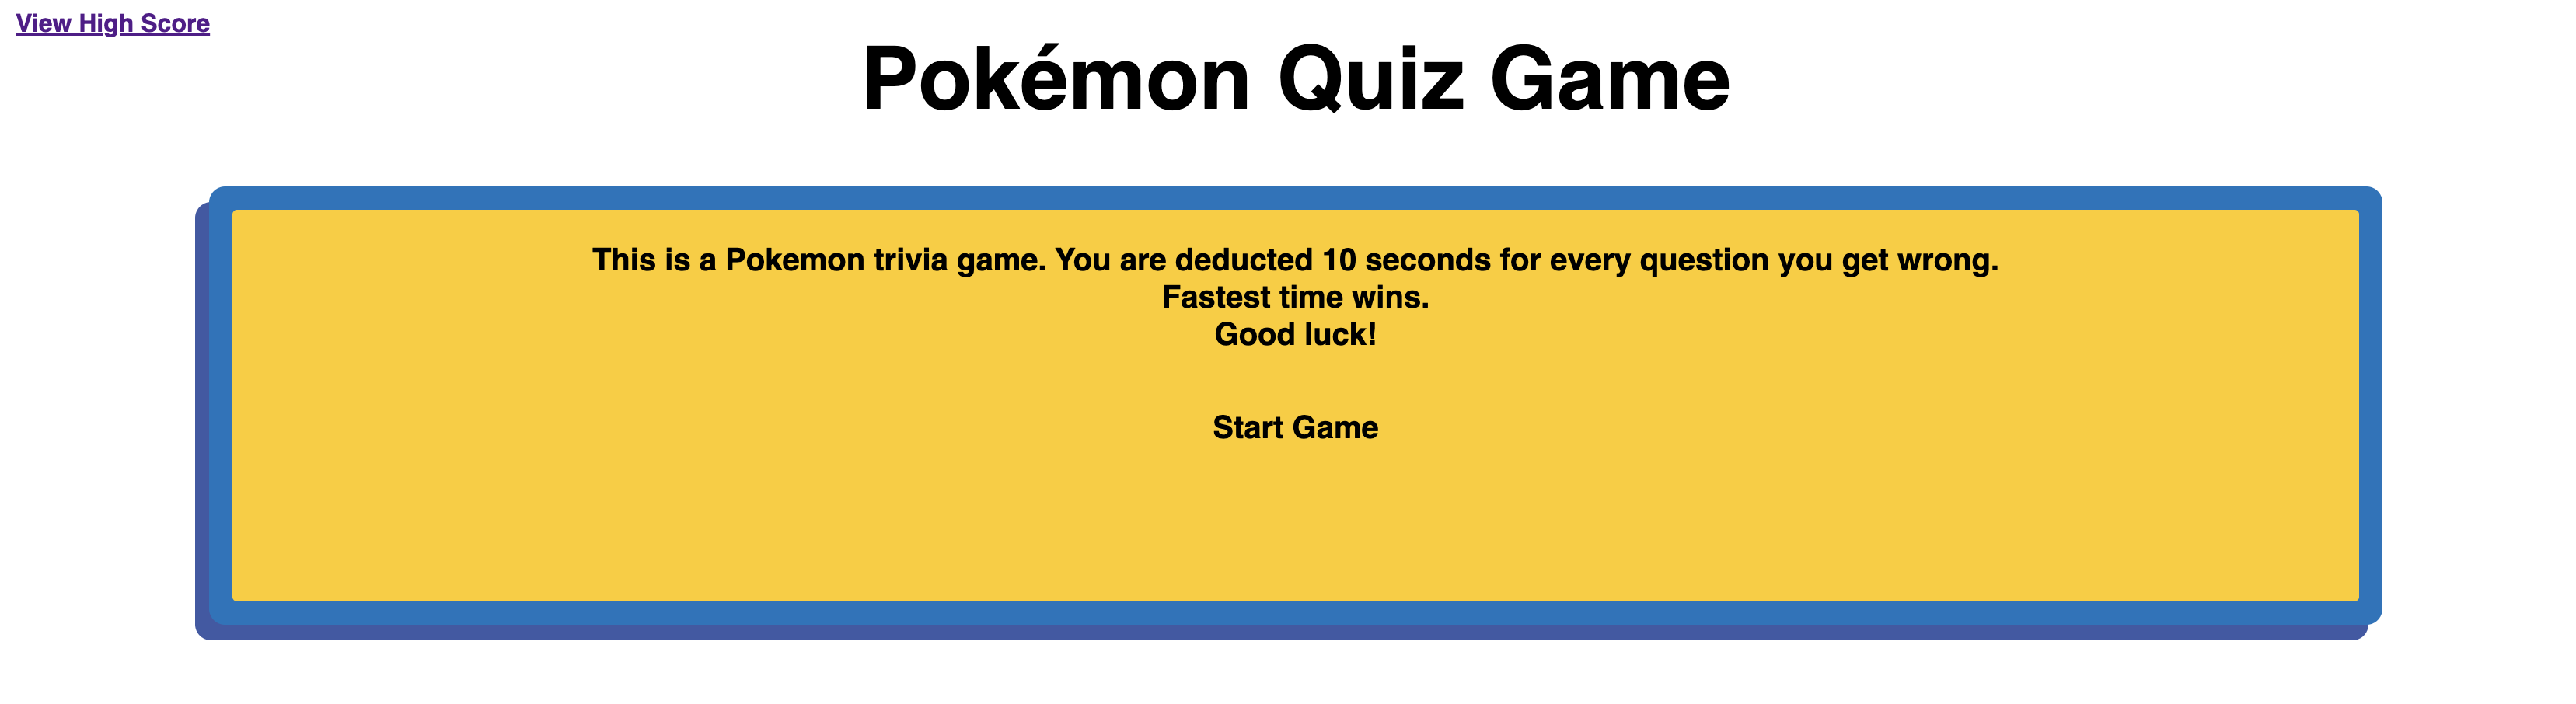 View High Score
Pokémon Quiz Game
This is a Pokemon trivia game. You are deducted 10 seconds for every question you get wrong.
Fastest time wins.
Good luck!
Start Game